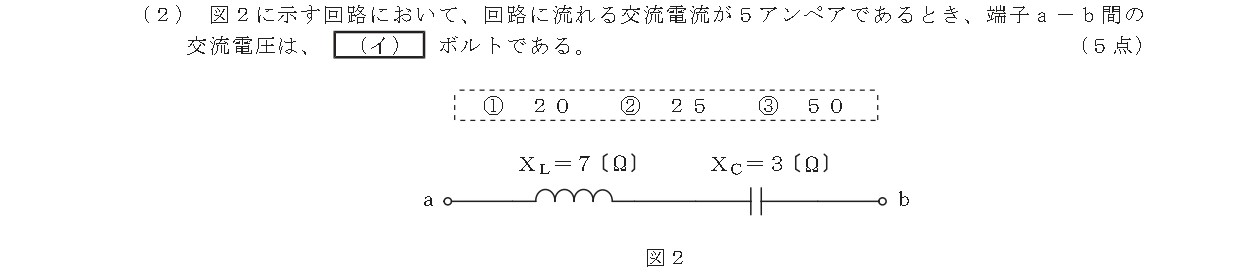 （２） 図２に示す回路において、回路に流れる交流電流が５アンペアであるとき、端子ａ－ｂ間の
交流電圧は、 （イ） ボルトである。 （５点）
① ２０ ② ２５ ③ ５０
ＸL＝７〔Ω〕 ＸC＝３〔Ω〕
ａ ｂ
図２